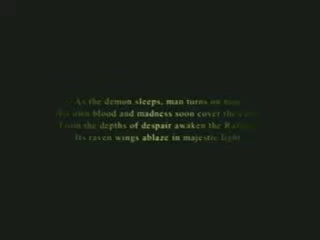 As the demon sleeps, man turns on man
own blood and madness soon cover the
From the depths of despair awaken the
Its raven wings ablaze in majestic light